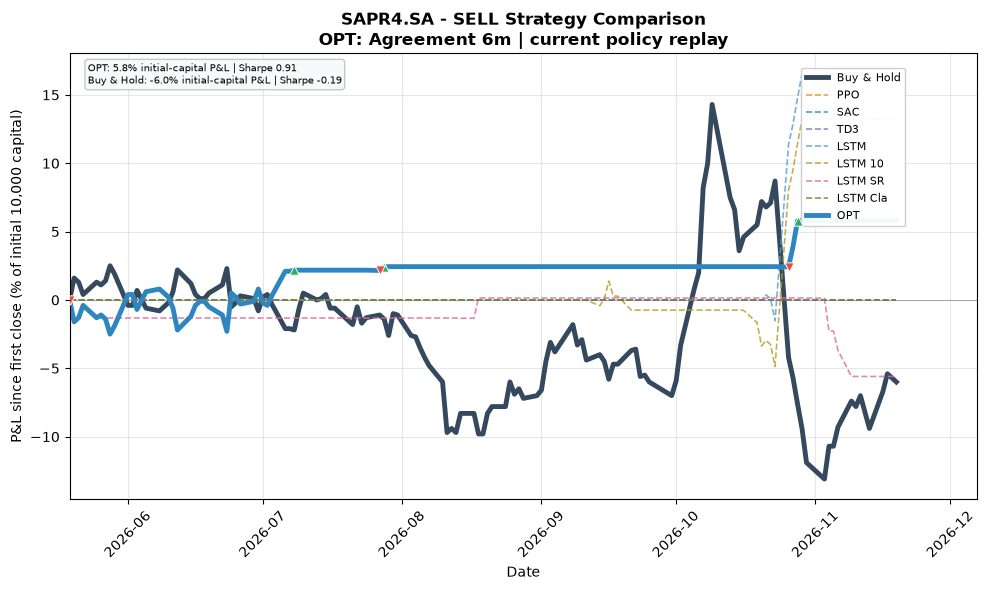 SAPR4.SA - SELL Strategy Comparison
OPT: Agreement 6m | current policy replay
OPT: 5.8% initial-capital P&L | Sharpe 0.91
Buy & Hold: -6.0% initial-capital P&L | Sharpe -0.19
Buy & Hold
PPO
SAC
TD3
LSTM
LSTM 10
LSTM SR
LSTM Cla
OPT
P&L since first close (% of initial 10,000 capital)
15
10
5
0
−5
−10
2026-06
2026-07
2026-08
2026-09
2026-10
2026-11
2026-12
Date